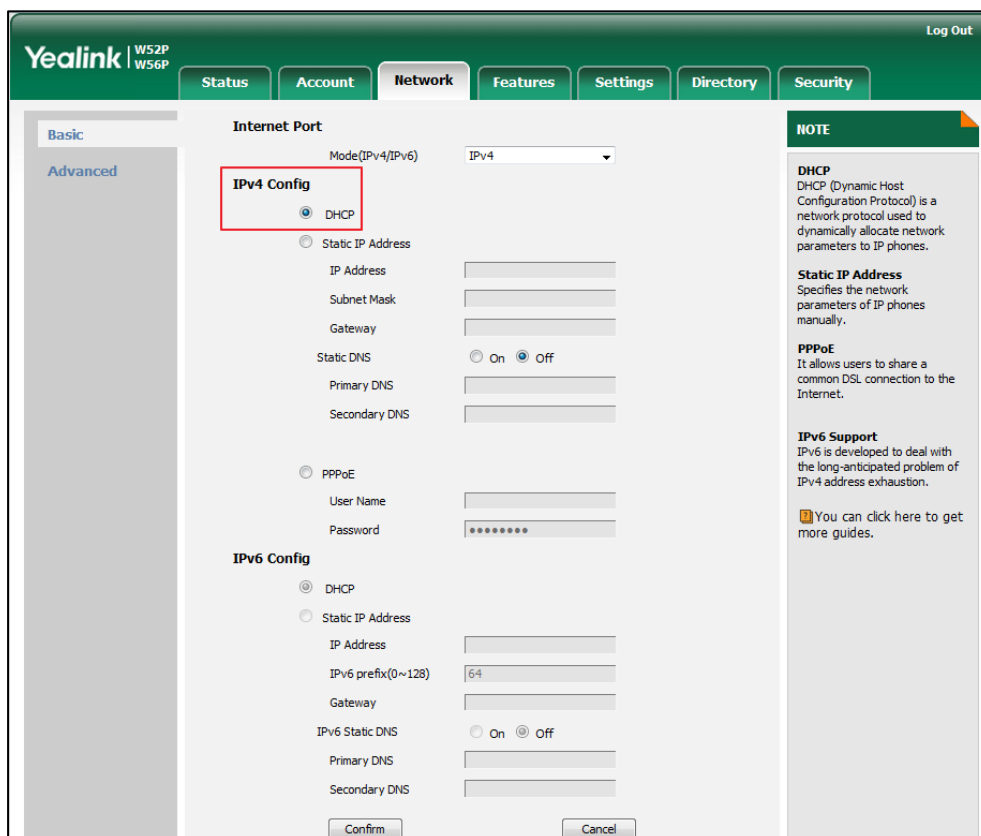 Log Out
Yealink | W52P W56P
Status Account Network Features Settings Directory Security
Basic
Advanced
Internet Port
Mode(IPv4/IPv6) IPv4
IPv4 Config
DHCP
Static IP Address
IP Address
Subnet Mask
Gateway
Static DNS On Off
Primary DNS
Secondary DNS
PPPoE
User Name
Password ••••••••
IPv6 Config
DHCP
Static IP Address
IP Address
IPv6 prefix(0~128) 64
Gateway
IPv6 Static DNS On Off
Primary DNS
Secondary DNS
Confirm Cancel
NOTE
DHCP
DHCP (Dynamic Host
Configuration Protocol) is a
network protocol used to
dynamically allocate network
parameters to IP phones.
Static IP Address
Specifies the network
parameters of IP phones
manually.
PPPoE
It allows users to share a
common DSL connection to the
Internet.
IPv6 Support
IPv6 is developed to deal with
the long-anticipated problem of
IPv4 address exhaustion.
You can click here to get
more guides.